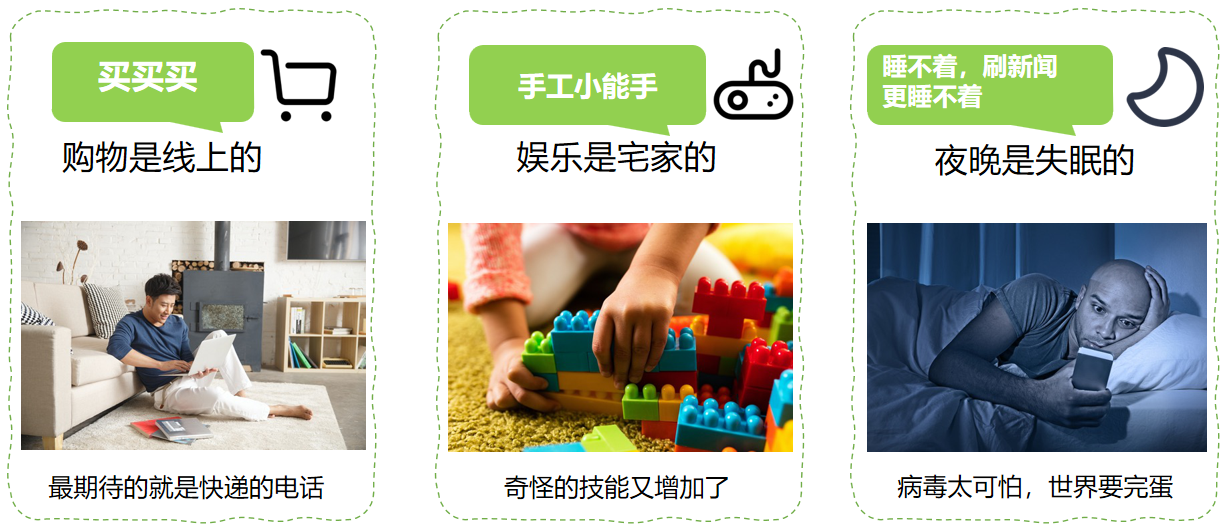 买买买
购物是线上的
最期待的就是快递的电话
手工小能手
娱乐是宅家的
奇怪的技能又增加了
睡不着，刷新闻
更睡不着
夜晚是失眠的
病毒太可怕，世界要完蛋